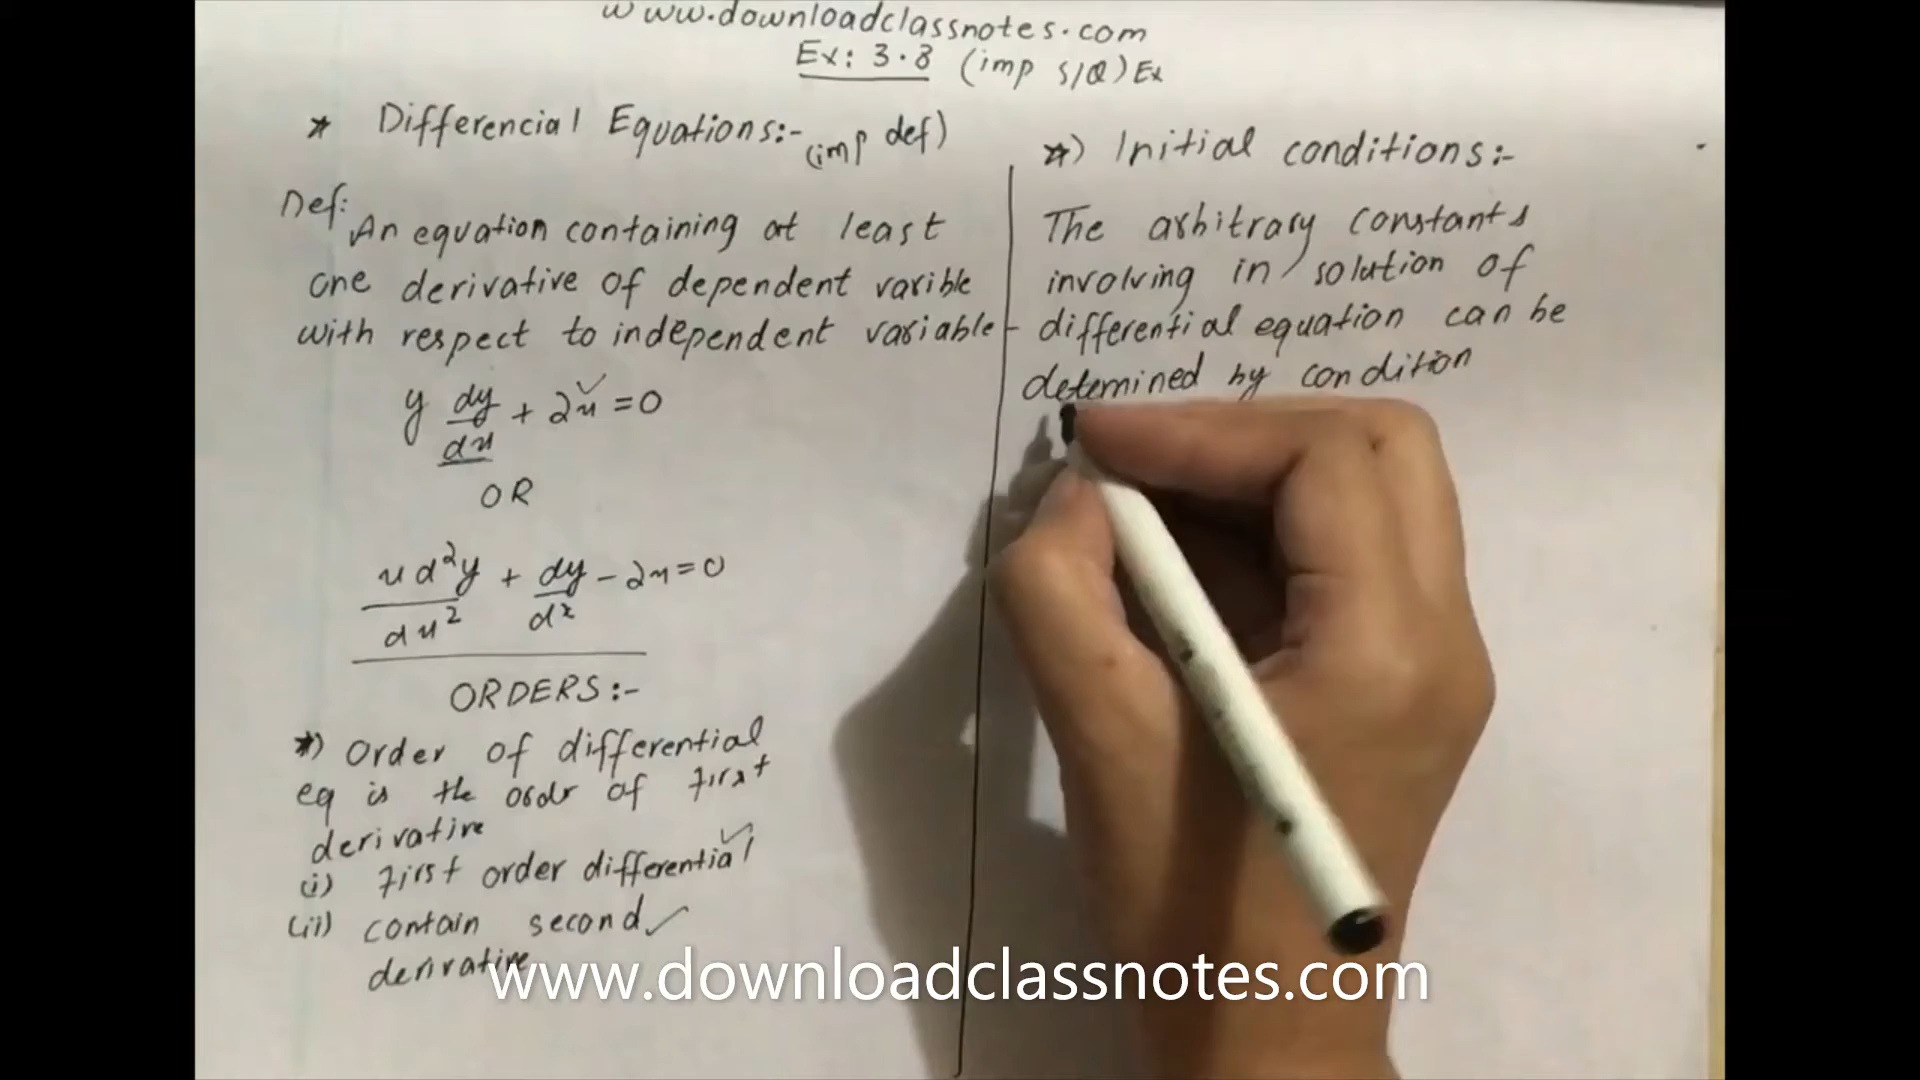 www.downloadclassnotes.com
Ex: 3.8 (imp S/Q) Ex
* Differencial Equations:- (imp def)
Def: An equation containing at least
one derivative of dependent varible
with respect to independent variable-
y dy/dx + 2x = 0
OR
x d²y/dx² + dy/dx - 2x = 0
ORDERS:-
*) Order of differential
eq is the order of first
derivative
(i) first order differential
(ii) contain second
derivative
*) Initial conditions:-
The arbitrary constants
involving in solution of
differential equation can be
detemined by condition
www.downloadclassnotes.com